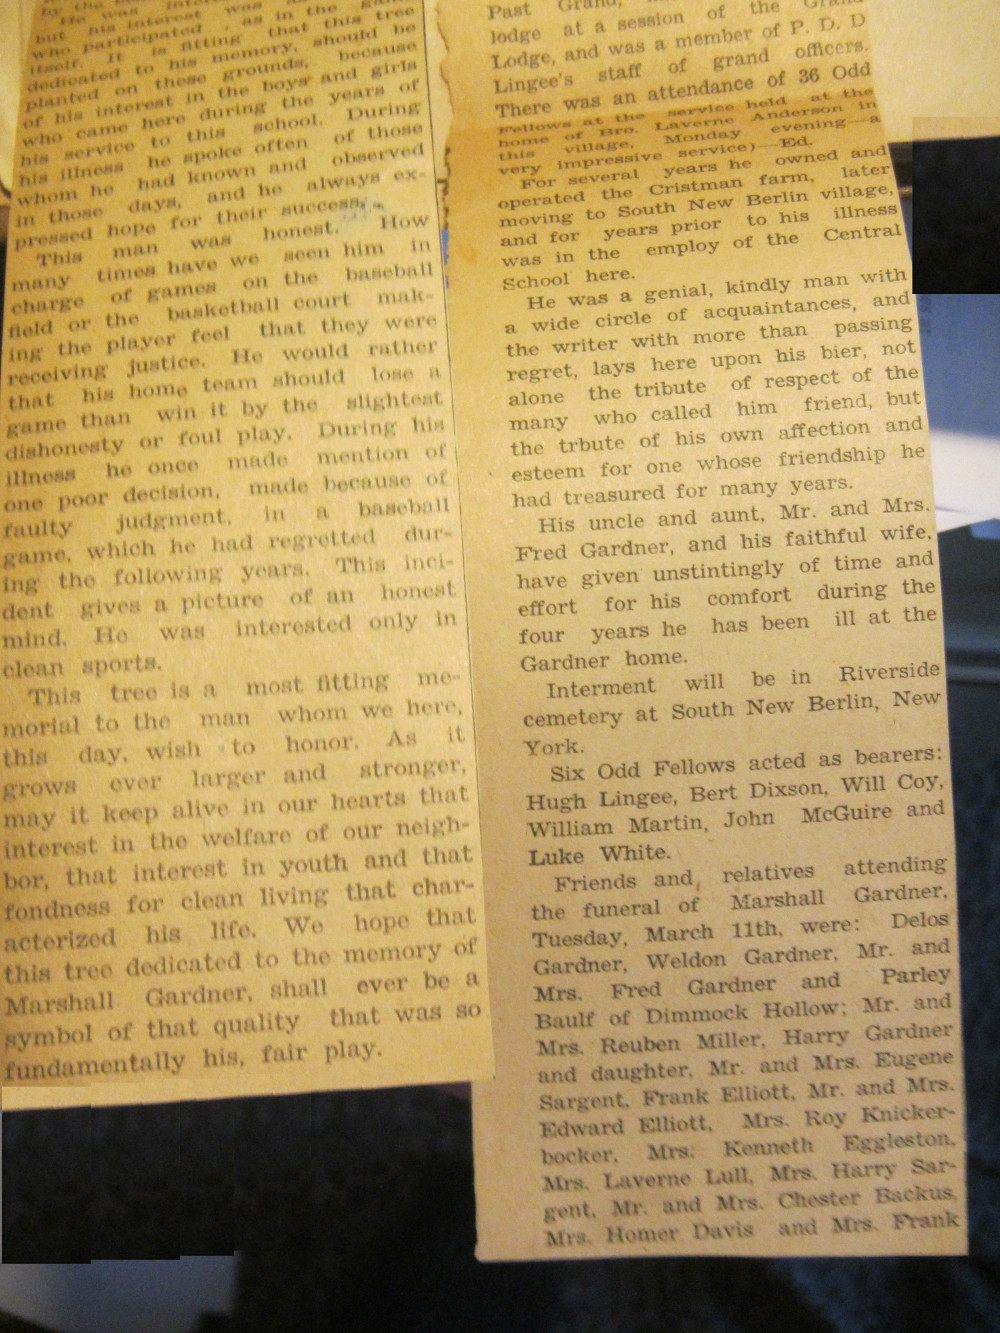 his interest was
who participated, as in the game
itself. It is fitting that this tree
dedicated to his memory, should be
planted on these grounds, because
of his interest in the boys and girls
who came here during the years of
his service to this school. During
his illness he spoke often of those
whom he had known and observed
in those days, and he always ex-
pressed hope for their success.
This man was honest. How
many times have we seen him in
charge of games on the baseball
field or the basketball court mak-
ing the player feel that they were
receiving justice. He would rather
that his home team should lose a
game than win it by the slightest
dishonesty or foul play. During his
illness he once made mention of
one poor decision, made because of
faulty judgment, in a baseball
game, which he had regretted dur-
ing the following years. This inci-
dent gives a picture of an honest
mind. He was interested only in
clean sports.
This tree is a most fitting me-
morial to the man whom we here,
this day, wish to honor. As it
grows ever larger and stronger,
may it keep alive in our hearts that
interest in the welfare of our neigh-
bor, that interest in youth and that
fondness for clean living that char-
acterized his life. We hope that
this tree dedicated to the memory of
Marshall Gardner, shall ever be a
symbol of that quality that was so
fundamentally his, fair play.
Past Grand,
lodge at a session of the Grand
Lodge, and was a member of P. D. D
Lingee's staff of grand officers.
There was an attendance of 36 Odd
Fellows at the service held at the
home of Bro. Laverne Anderson in
this village, Monday evening—a
very impressive service)—Ed.
For several years he owned and
operated the Cristman farm, later
moving to South New Berlin village,
and for years prior to his illness
was in the employ of the Central
School here.
He was a genial, kindly man with
a wide circle of acquaintances, and
the writer with more than passing
regret, lays here upon his bier, not
alone the tribute of respect of the
many who called him friend, but
the trbute of his own affection and
esteem for one whose friendship he
had treasured for many years.
His uncle and aunt, Mr. and Mrs.
Fred Gardner, and his faithful wife,
have given unstintingly of time and
effort for his comfort during the
four years he has been ill at the
Gardner home.
Interment will be in Riverside
cemetery at South New Berlin, New
York.
Six Odd Fellows acted as bearers:
Hugh Lingee, Bert Dixson, Will Coy,
William Martin, John McGuire and
Luke White.
Friends and, relatives attending
the funeral of Marshall Gardner,
Tuesday, March 11th, were: Delos
Gardner, Weldon Gardner, Mr. and
Mrs. Fred Gardner and Parley
Baulf of Dimmock Hollow; Mr. and
Mrs. Reuben Miller, Harry Gardner
and daughter, Mr. and Mrs. Eugene
Sargent, Frank Elliott, Mr. and Mrs.
Edward Elliott, Mrs. Roy Knicker-
bocker, Mrs: Kenneth Eggleston,
Mrs. Laverne Lull, Mrs. Harry Sar-
gent, Mr. and Mrs. Chester Backus,
Mrs. Homer Davis and Mrs. Frank